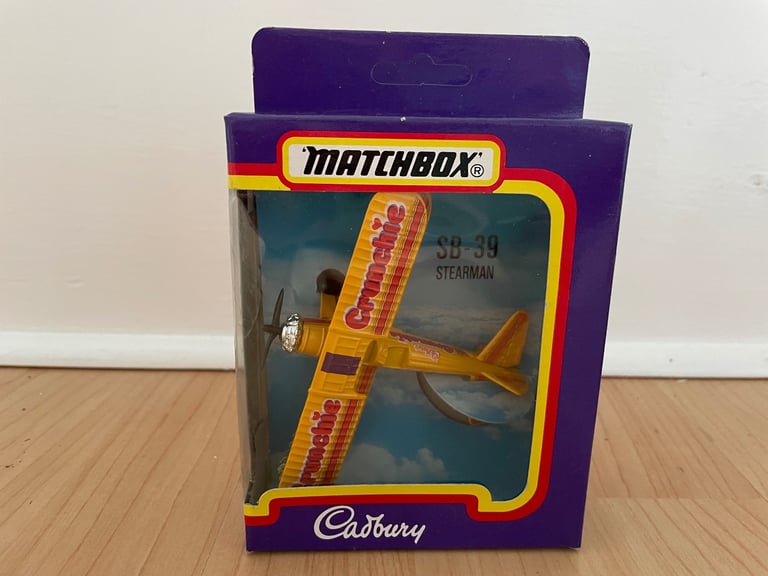 'MATCHBOX'®
SB-39
STEARMAN
Crunchie
Crunchie
Cadbury